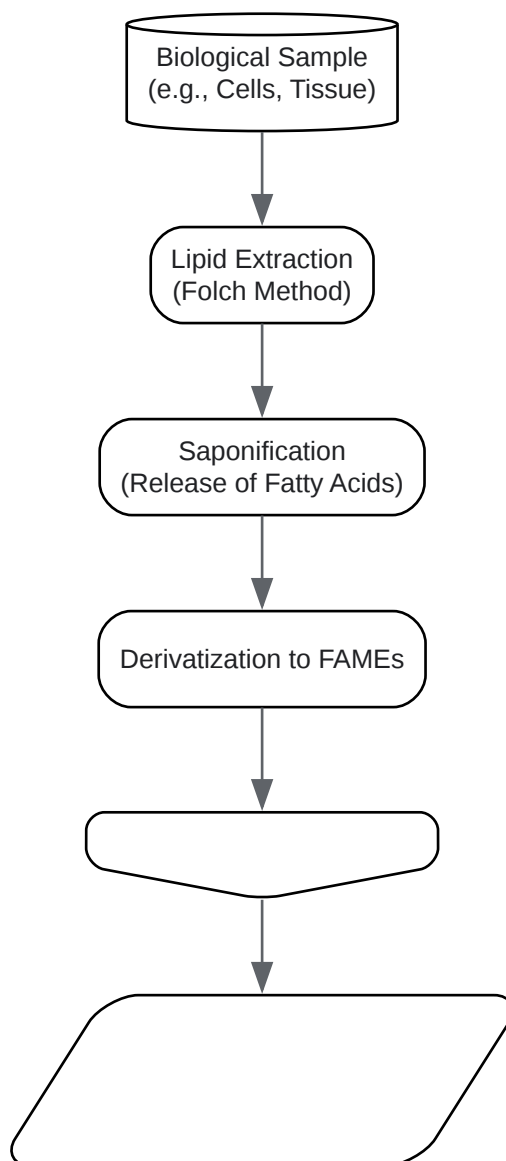 Biological Sample
(e.g., Cells, Tissue)
Lipid Extraction
(Folch Method)
Saponification
(Release of Fatty Acids)
Derivatization to FAMEs